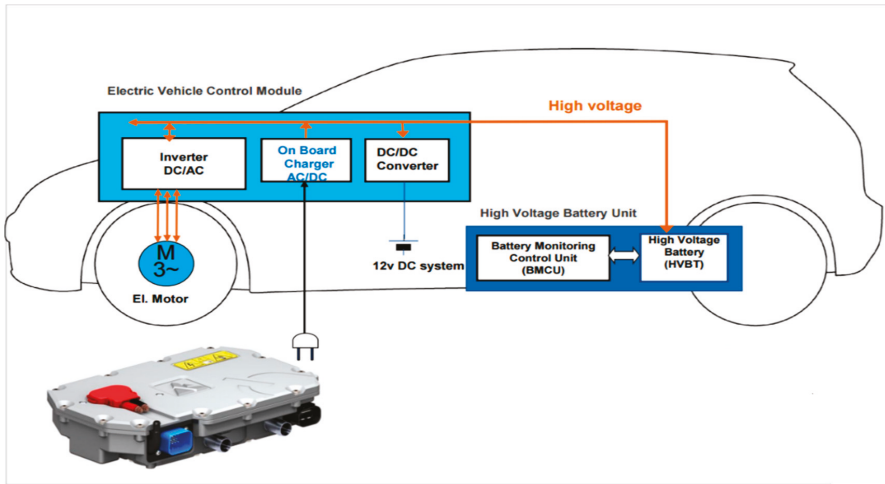 Electric Vehicle Control Module
High voltage
Inverter
DC/AC
On Board
Charger
AC/DC
DC/DC
Converter
High Voltage Battery Unit
Battery Monitoring
Control Unit
(BMCU)
High Voltage
Battery
(HVBT)
12v DC system
M
3~
El. Motor